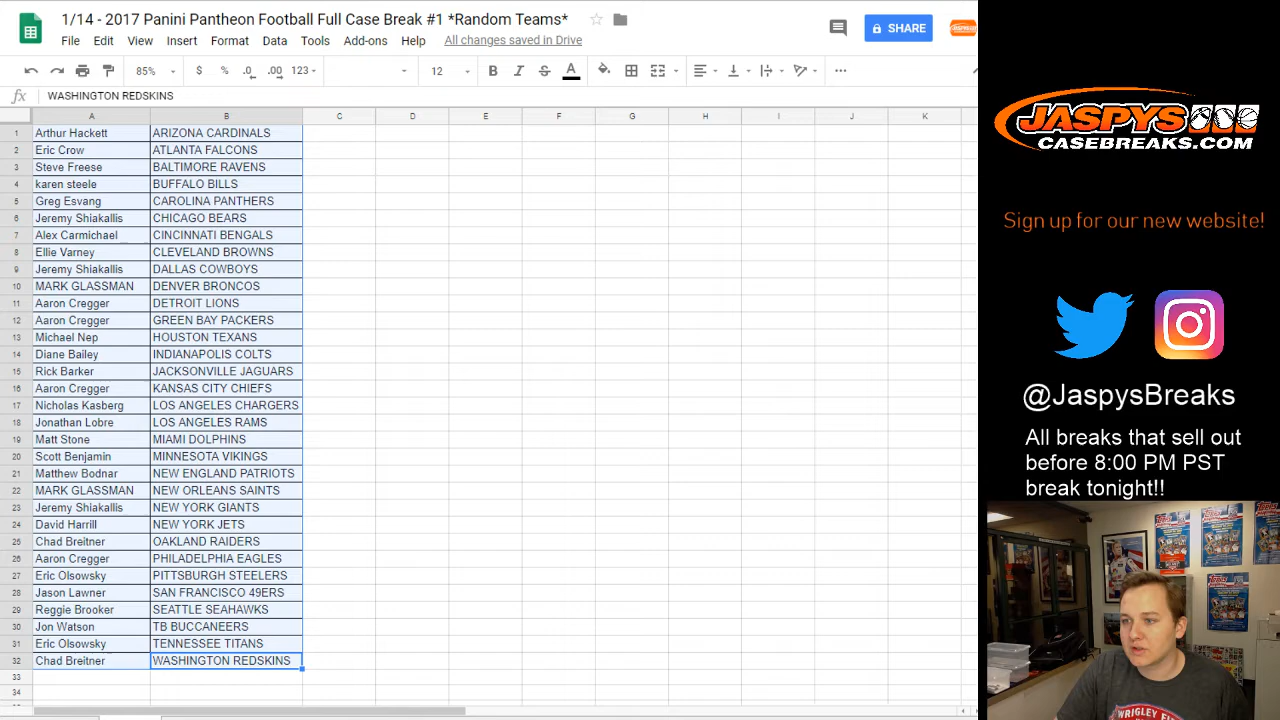 1/14 - 2017 Panini Pantheon Football Full Case Break #1 *Random Teams*
File Edit View Insert Format Data Tools Add-ons Help All changes saved in Drive
SHARE
85% $ % .0 .00 123 12 B I S A
fx WASHINGTON REDSKINS
A B C D E F G H I J K
1 Arthur Hackett ARIZONA CARDINALS
2 Eric Crow ATLANTA FALCONS
3 Steve Freese BALTIMORE RAVENS
4 karen steele BUFFALO BILLS
5 Greg Esvang CAROLINA PANTHERS
6 Jeremy Shiakallis CHICAGO BEARS
7 Alex Carmichael CINCINNATI BENGALS
8 Ellie Varney CLEVELAND BROWNS
9 Jeremy Shiakallis DALLAS COWBOYS
10 MARK GLASSMAN DENVER BRONCOS
11 Aaron Cregger DETROIT LIONS
12 Aaron Cregger GREEN BAY PACKERS
13 Michael Nep HOUSTON TEXANS
14 Diane Bailey INDIANAPOLIS COLTS
15 Rick Barker JACKSONVILLE JAGUARS
16 Aaron Cregger KANSAS CITY CHIEFS
17 Nicholas Kasberg LOS ANGELES CHARGERS
18 Jonathan Lobre LOS ANGELES RAMS
19 Matt Stone MIAMI DOLPHINS
20 Scott Benjamin MINNESOTA VIKINGS
21 Matthew Bodnar NEW ENGLAND PATRIOTS
22 MARK GLASSMAN NEW ORLEANS SAINTS
23 Jeremy Shiakallis NEW YORK GIANTS
24 David Harrill NEW YORK JETS
25 Chad Breitner OAKLAND RAIDERS
26 Aaron Cregger PHILADELPHIA EAGLES
27 Eric Olsowsky PITTSBURGH STEELERS
28 Jason Lawner SAN FRANCISCO 49ERS
29 Reggie Brooker SEATTLE SEAHAWKS
30 Jon Watson TB BUCCANEERS
31 Eric Olsowsky TENNESSEE TITANS
32 Chad Breitner WASHINGTON REDSKINS
33
34
JASPYS
CASEBREAKS.COM
Sign up for our new website!
@JaspysBreaks
All breaks that sell out
before 8:00 PM PST
break tonight!!
Topps
WRIGLEY FIELD